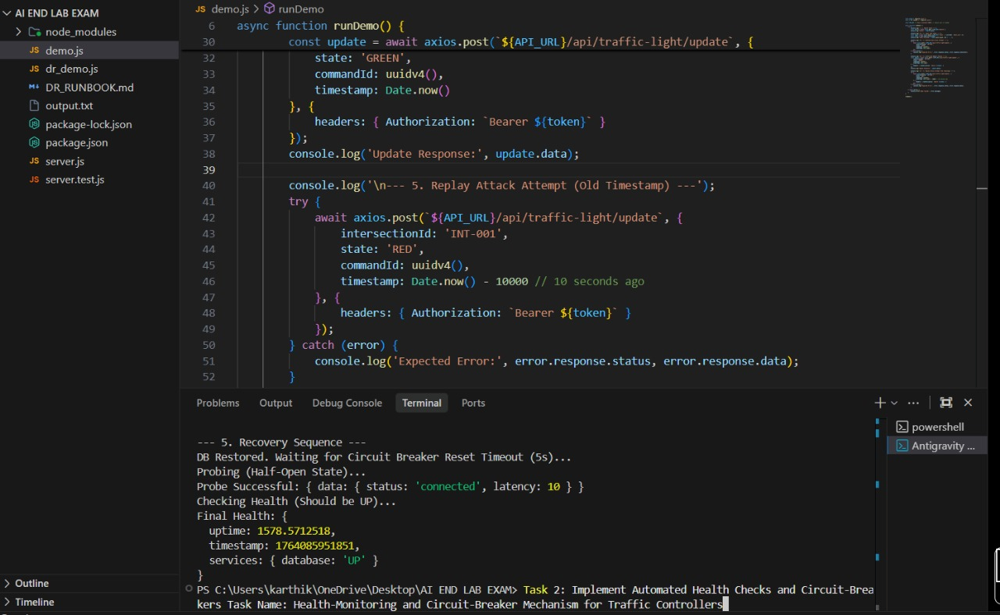 AI END LAB EXAM
node_modules
JS demo.js
JS dr_demo.js
DR_RUNBOOK.md
output.txt
package-lock.json
package.json
JS server.js
JS server.test.js
Outline
Timeline
JS demo.js > runDemo
6 async function runDemo() {
30 const update = await axios.post(`${API_URL}/api/traffic-light/update`, {
32 state: 'GREEN',
33 commandId: uuidv4(),
34 timestamp: Date.now()
35 }, {
36 headers: { Authorization: `Bearer ${token}` }
37 });
38 console.log('Update Response:', update.data);
39
40 console.log('\n--- 5. Replay Attack Attempt (Old Timestamp) ---');
41 try {
42 await axios.post(`${API_URL}/api/traffic-light/update`, {
43 intersectionId: 'INT-001',
44 state: 'RED',
45 commandId: uuidv4(),
46 timestamp: Date.now() - 10000 // 10 seconds ago
47 }, {
48 headers: { Authorization: `Bearer ${token}` }
49 });
50 } catch (error) {
51 console.log('Expected Error:', error.response.status, error.response.data);
52 }
Problems Output Debug Console Terminal Ports
--- 5. Recovery Sequence ---
DB Restored. Waiting for Circuit Breaker Reset Timeout (5s)...
Probing (Half-Open State)...
Probe Successful: { data: { status: 'connected', latency: 10 } }
Checking Health (Should be UP)...
Final Health: {
uptime: 1578.5712518,
timestamp: 1764085951851,
services: { database: 'UP' }
}
PS C:\Users\karthik\OneDrive\Desktop\AI END LAB EXAM> Task 2: Implement Automated Health Checks and Circuit-Brea
kers Task Name: Health-Monitoring and Circuit-Breaker Mechanism for Traffic Controllers
powershell
Antigravity ...